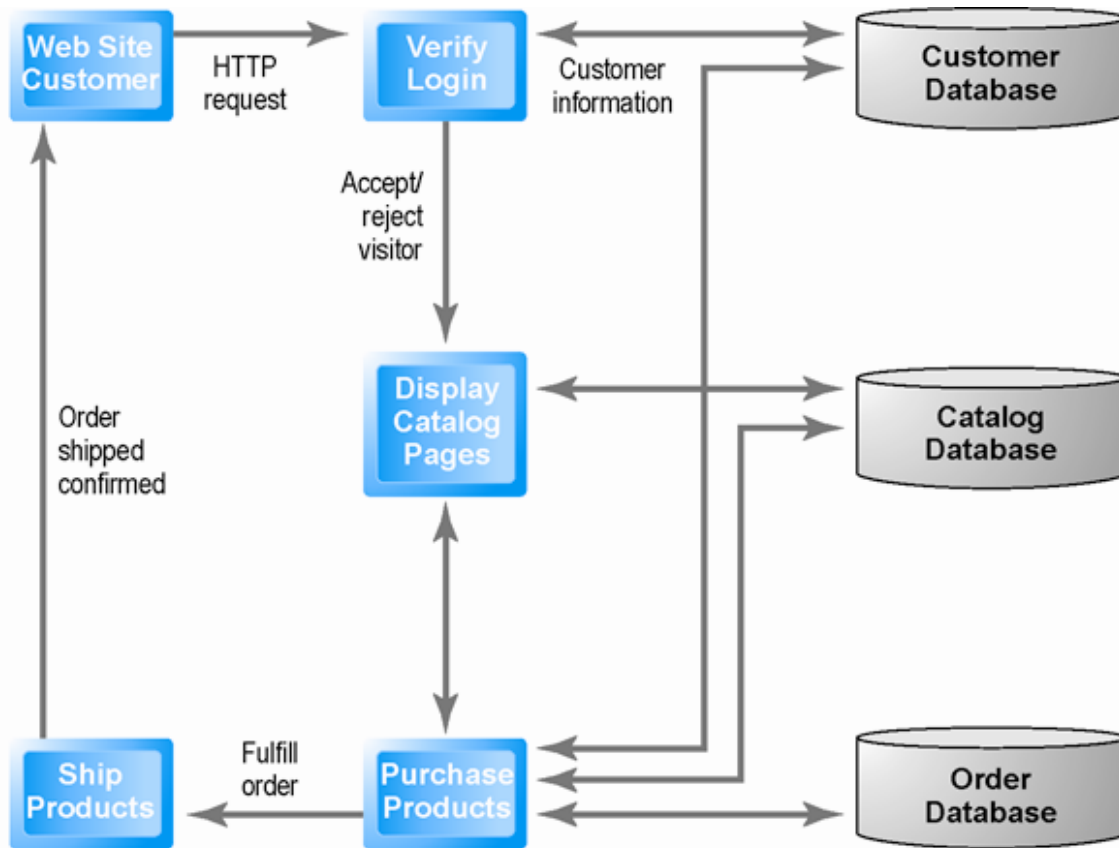 Web Site
Customer
HTTP
request
Verify
Login
Customer
information
Customer
Database
Accept/
reject
visitor
Display
Catalog
Pages
Catalog
Database
Order
shipped
confirmed
Ship
Products
Fulfill
order
Purchase
Products
Order
Database